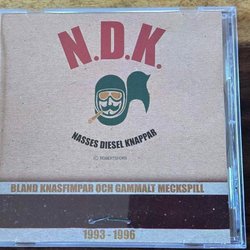 N.D.K.
NASSES DIESEL KNAPPAR
BLAND KNASFIMPAR OCH GAMMALT MECKSPILL
1993 - 1996